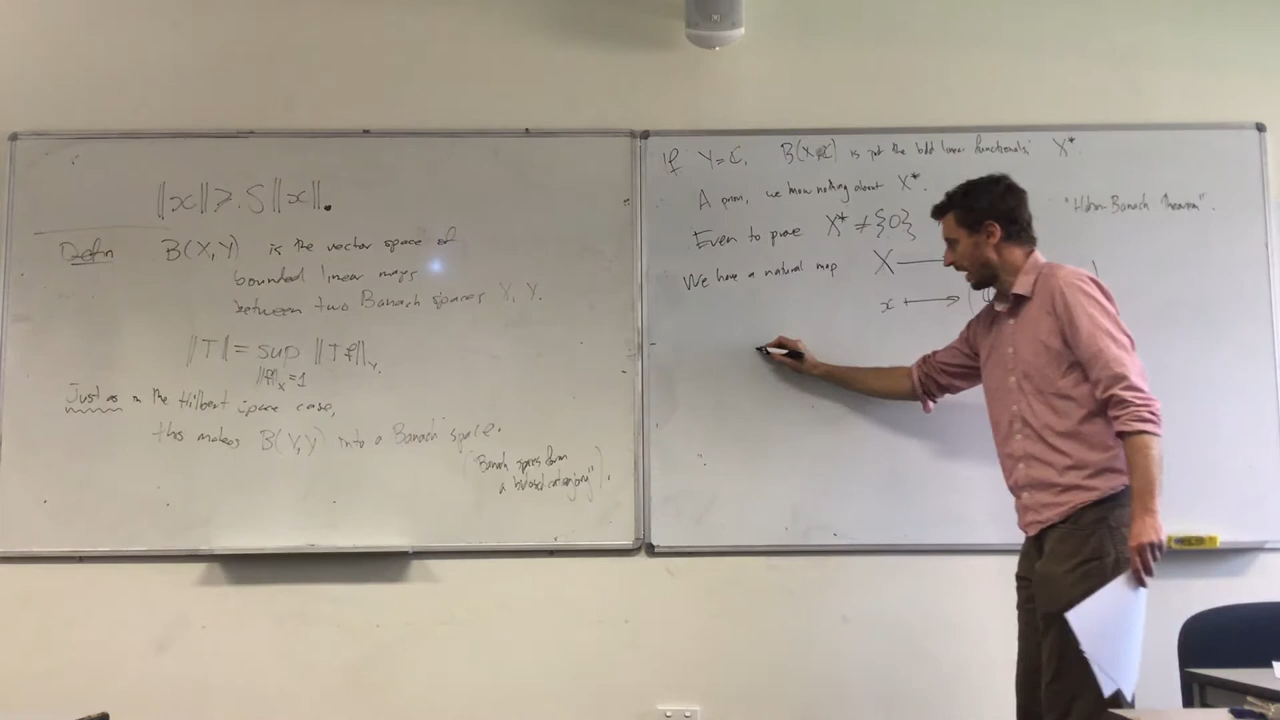 ||x|| ≥ S||x||.
Defn B(X,Y) is the vector space of
bounded linear maps
between two Banach spaces X, Y.
||T|| = sup ||Tf||_Y.
||f||_X = 1
Just as in the Hilbert space case,
this makes B(Y,Y) into a Banach space.
("Banach spaces form
a closed category").
If Y=ℂ, B(X,ℂ) is just the bdd linear functionals X*
A priori, we know nothing about X*.
"Hahn-Banach Theorem".
Even to prove X* ≠ {0}
We have a natural map X
x ↦ (φ